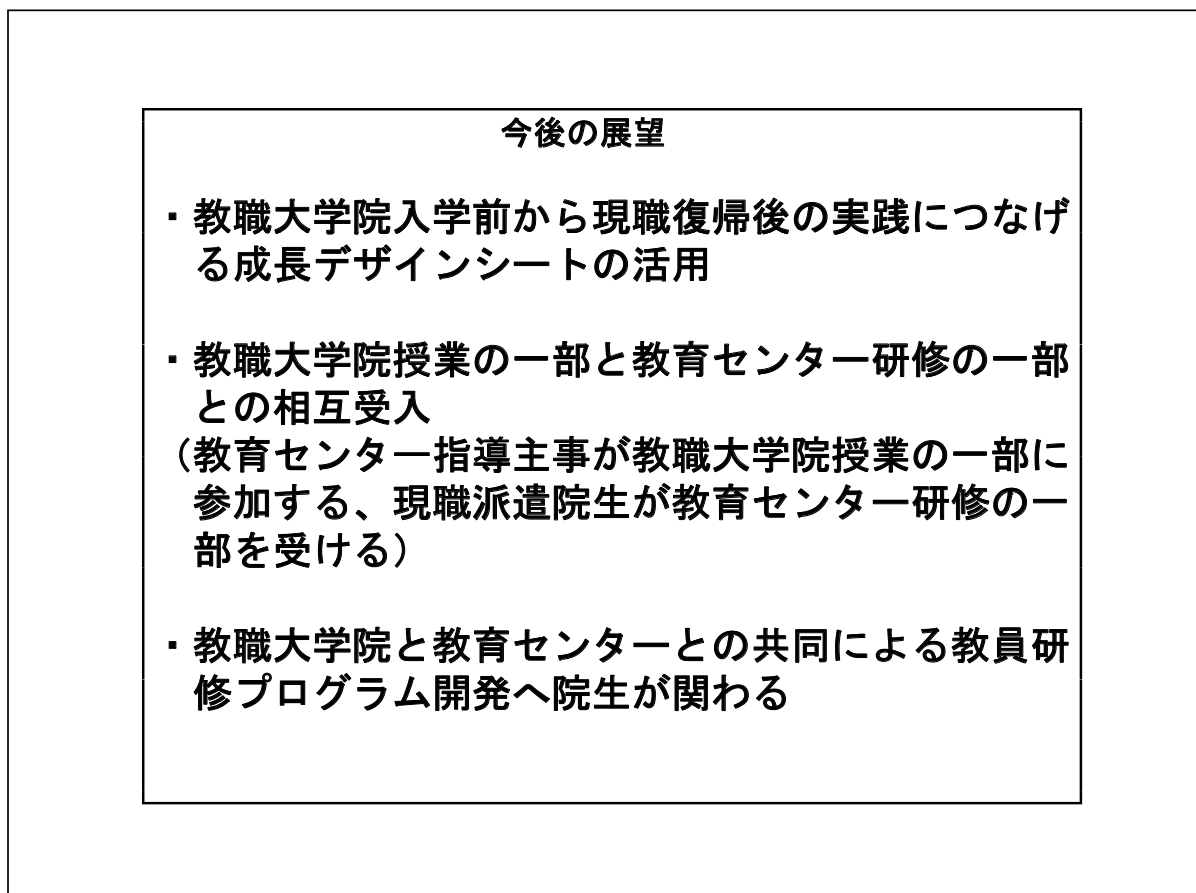 今後の展望
・教職大学院入学前から現職復帰後の実践につなげ
る成長デザインシートの活用
・教職大学院授業の一部と教育センター研修の一部
との相互受入
（教育センター指導主事が教職大学院授業の一部に
参加する、現職派遣院生が教育センター研修の一
部を受ける）
・教職大学院と教育センターとの共同による教員研
修プログラム開発へ院生が関わる